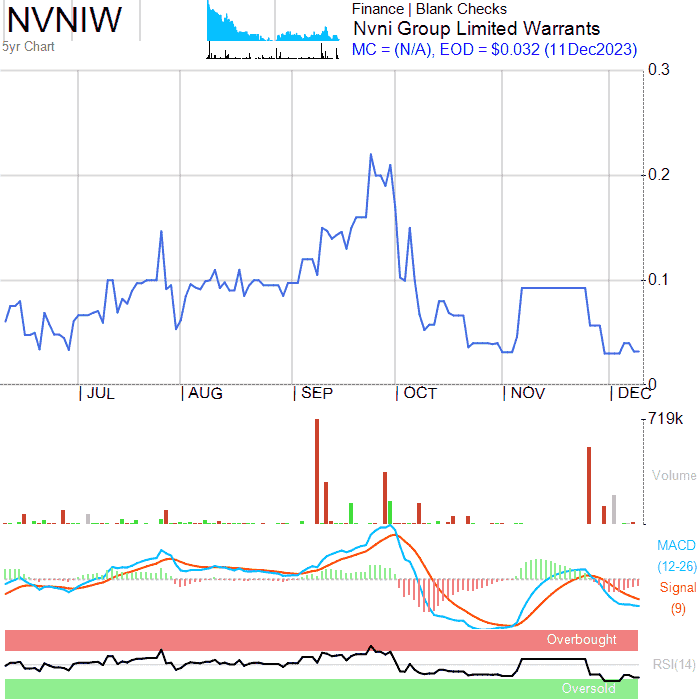 NVNIW
5yr Chart
Finance | Blank Checks
Nvni Group Limited Warrants
MC = (N/A), EOD = $0.032 (11Dec2023)
0.3
0.2
0.1
0
JUL
AUG
SEP
OCT
NOV
DEC
719k
Volume
MACD
(12-26)
Signal
(9)
Overbought
RSI(14)
Oversold